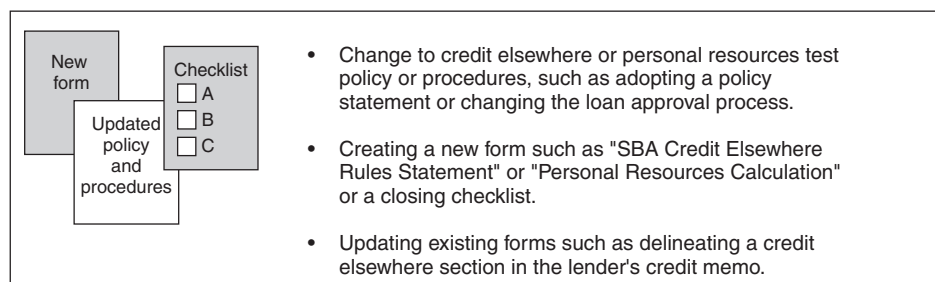 New
form
Updated
policy
and
procedures
Checklist
A
B
C
• Change to credit elsewhere or personal resources test
policy or procedures, such as adopting a policy
statement or changing the loan approval process.
• Creating a new form such as "SBA Credit Elsewhere
Rules Statement" or "Personal Resources Calculation"
or a closing checklist.
• Updating existing forms such as delineating a credit
elsewhere section in the lender's credit memo.